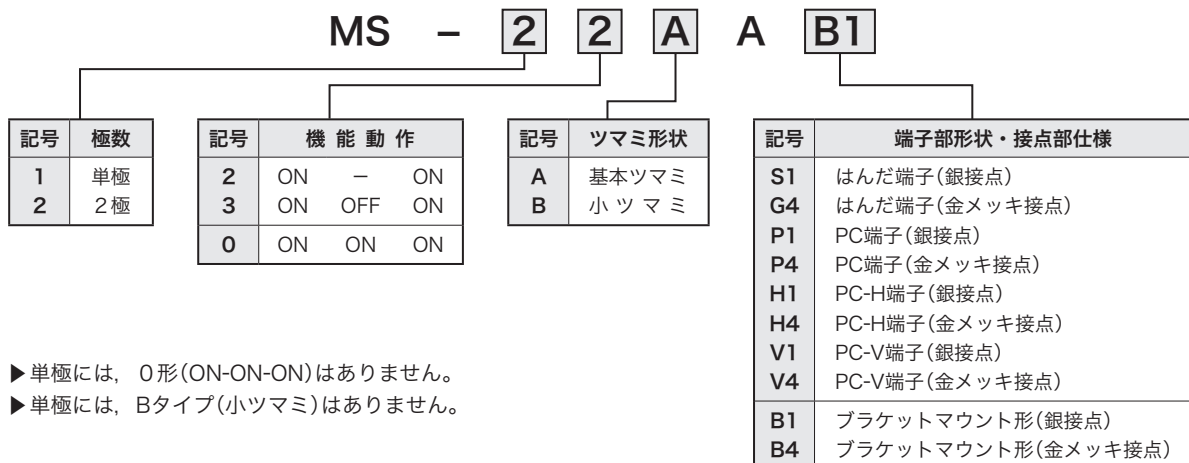 MS － 2 2 A A B1
記号 極数
1 単極
2 2極
記号 機能動作
2 ON － ON
3 ON OFF ON
0 ON ON ON
記号 ツマミ形状
A 基本ツマミ
B 小ツマミ
記号 端子部形状・接点部仕様
S1 はんだ端子(銀接点)
G4 はんだ端子(金メッキ接点)
P1 PC端子(銀接点)
P4 PC端子(金メッキ接点)
H1 PC-H端子(銀接点)
H4 PC-H端子(金メッキ接点)
V1 PC-V端子(銀接点)
V4 PC-V端子(金メッキ接点)
B1 ブラケットマウント形(銀接点)
B4 ブラケットマウント形(金メッキ接点)
▶単極には，0形(ON-ON-ON)はありません。
▶単極には，Bタイプ(小ツマミ)はありません。